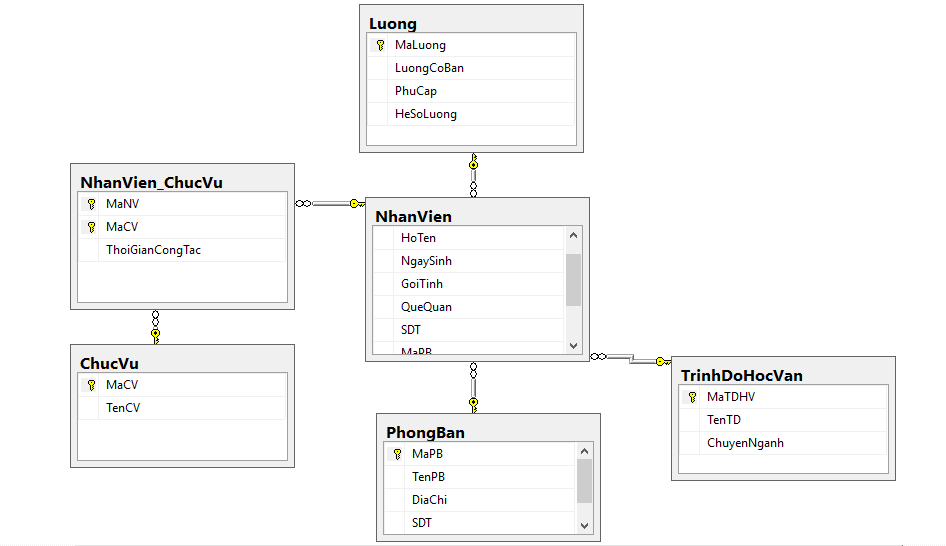 Luong
MaLuong
LuongCoBan
PhuCap
HeSoLuong
NhanVien_ChucVu
MaNV
MaCV
ThoiGianCongTac
NhanVien
HoTen
NgaySinh
GoiTinh
QueQuan
SDT
MaPB
ChucVu
MaCV
TenCV
TrinhDoHocVan
MaTDHV
TenTD
ChuyenNganh
PhongBan
MaPB
TenPB
DiaChi
SDT